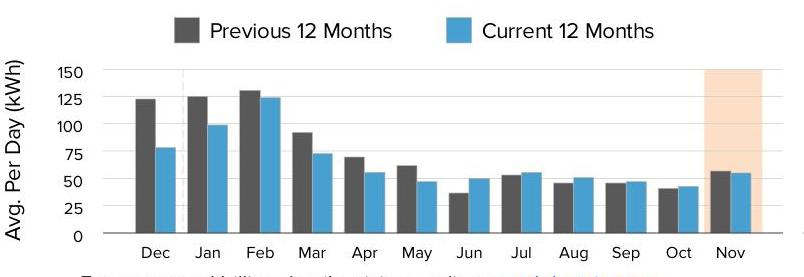 Previous 12 Months
Current 12 Months
Avg. Per Day (kWh)
150
125
100
75
50
25
0
Dec Jan Feb Mar Apr May Jun Jul Aug Sep Oct Nov